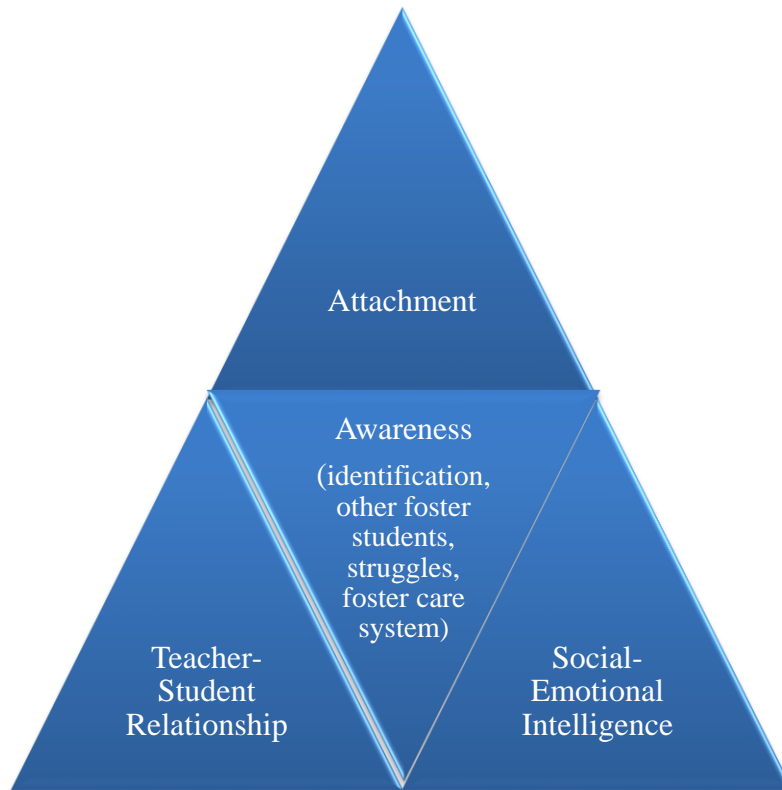 Attachment
Awareness
(identification,
other foster
students,
struggles,
foster care
system)
Teacher-
Student
Relationship
Social-
Emotional
Intelligence